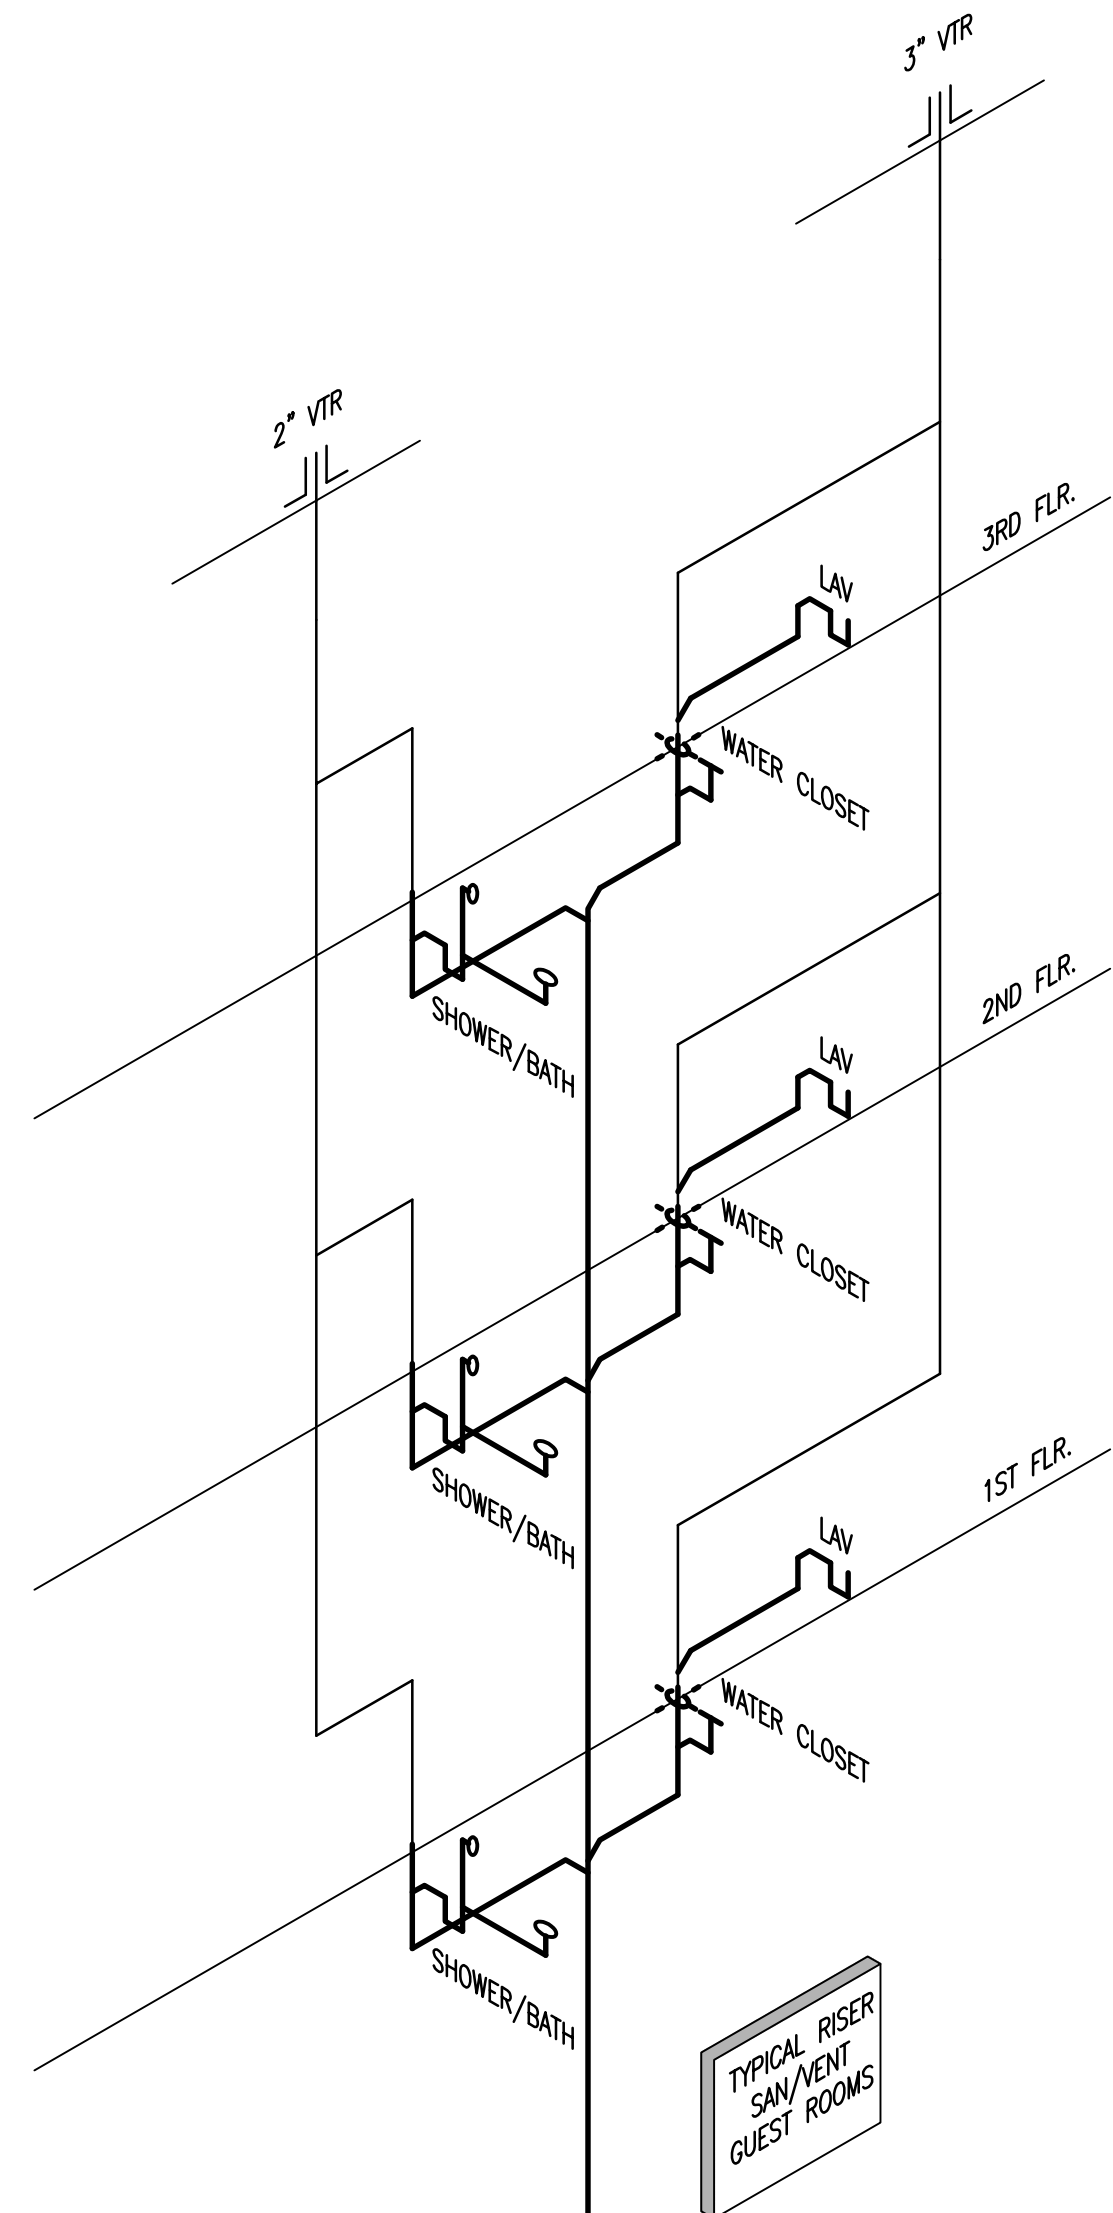 3" VTR
2" VTR
3RD FLR.
LAV
WATER CLOSET
SHOWER/BATH
2ND FLR.
LAV
WATER CLOSET
SHOWER/BATH
1ST FLR.
LAV
WATER CLOSET
SHOWER/BATH
TYPICAL RISER
SAN/VENT
GUEST ROOMS